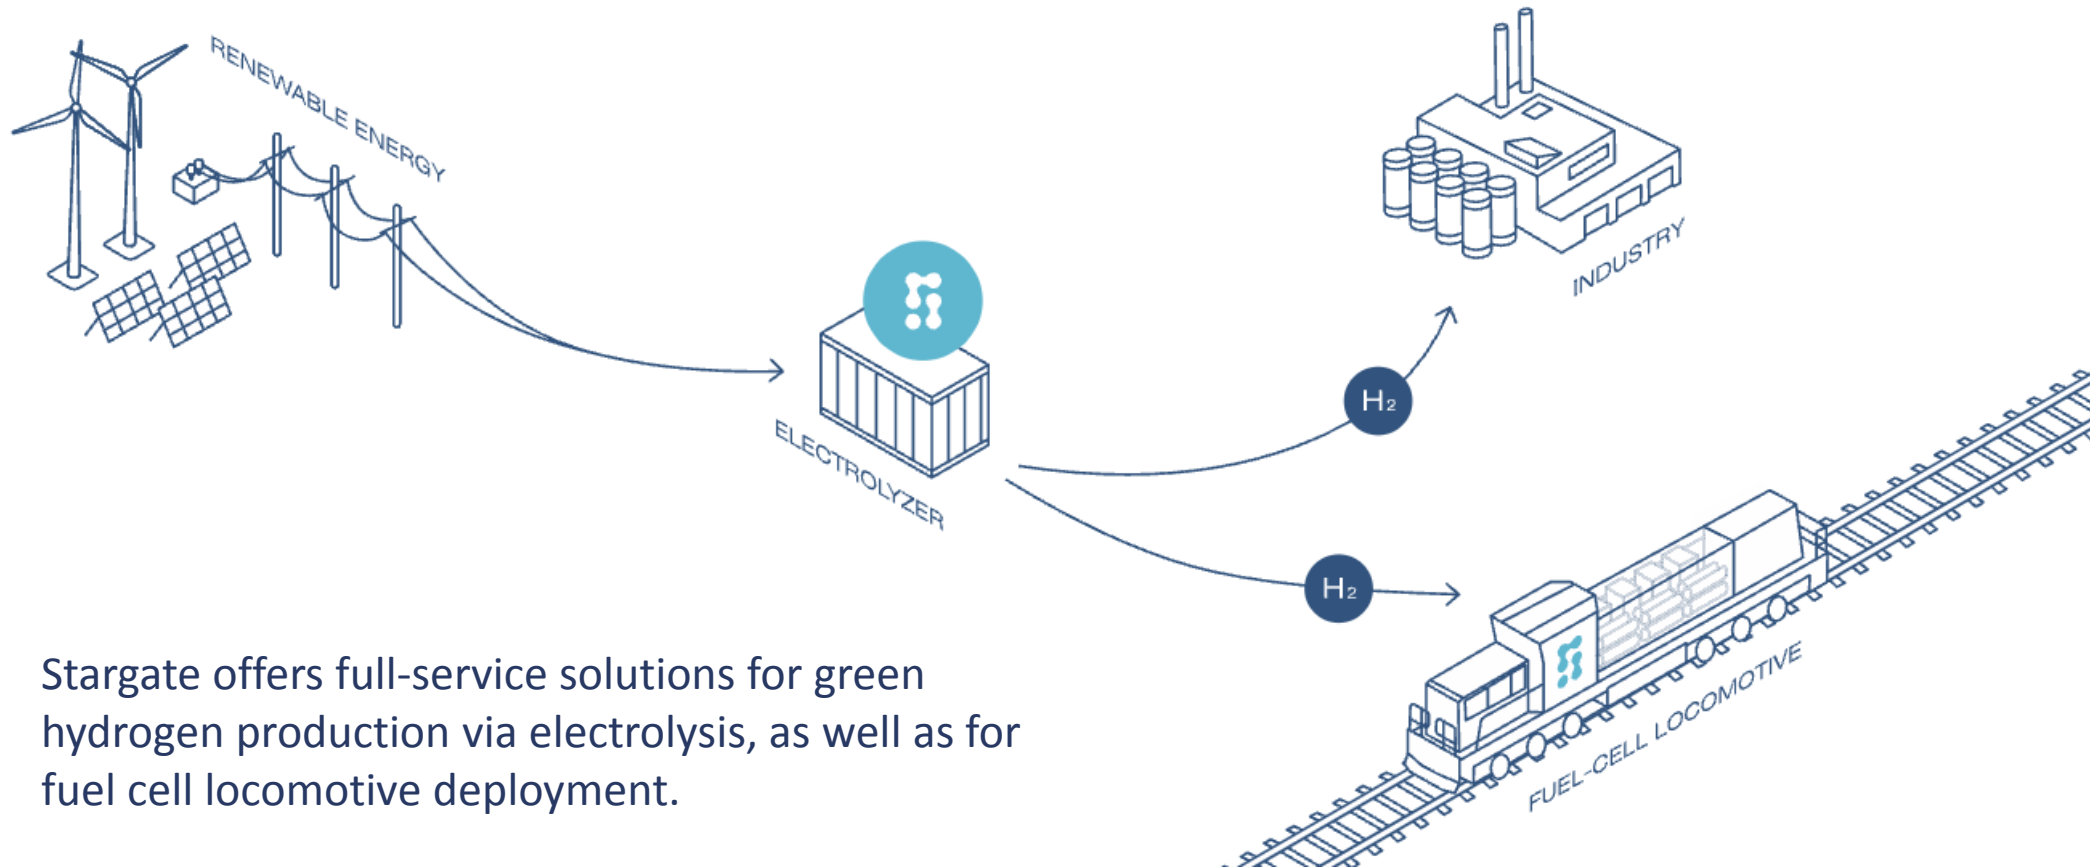 RENEWABLE ENERGY
INDUSTRY
ELECTROLYZER
H₂
H₂
FUEL-CELL LOCOMOTIVE
Stargate offers full-service solutions for green
hydrogen production via electrolysis, as well as for
fuel cell locomotive deployment.